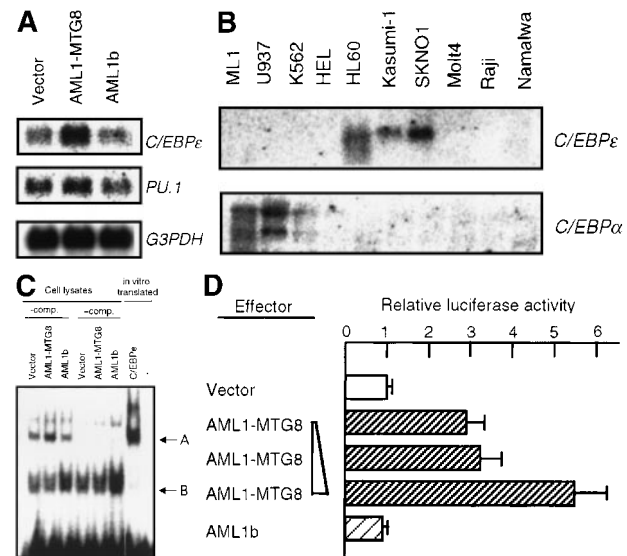 A
Vector
AML1-MTG8
AML1b
C/EBPε
PU.1
G3PDH
B
ML1
U937
K562
HEL
HL60
Kasumi-1
SKNO1
Molt4
Raji
Namalwa
C/EBPε
C/EBPα
C
Cell lysates
in vitro
translated
-comp.
-comp.
Vector
AML1-MTG8
AML1b
Vector
AML1-MTG8
AML1b
C/EBPe
A
B
D
Effector
Relative luciferase activity
0 1 2 3 4 5 6
Vector
AML1-MTG8
AML1-MTG8
AML1-MTG8
AML1b